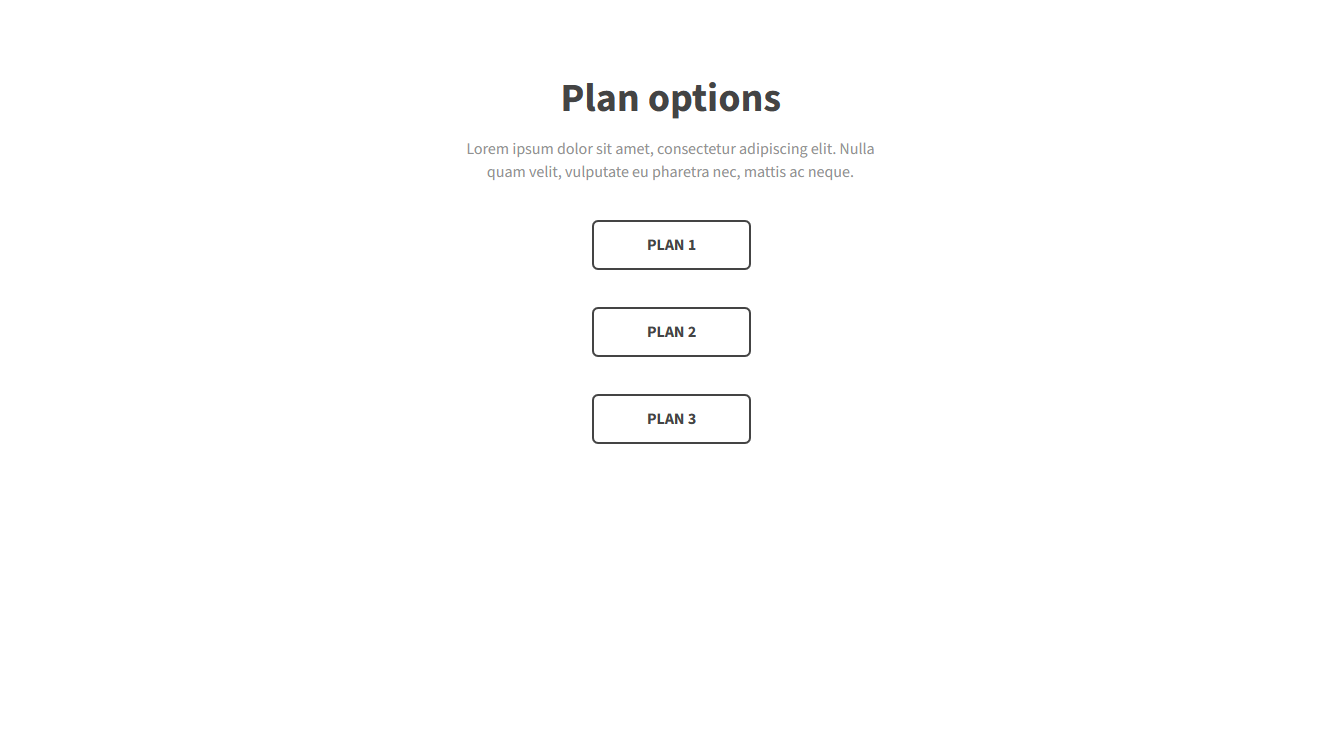 Plan options
Lorem ipsum dolor sit amet, consectetur adipiscing elit. Nulla
quam velit, vulputate eu pharetra nec, mattis ac neque.
PLAN 1
PLAN 2
PLAN 3